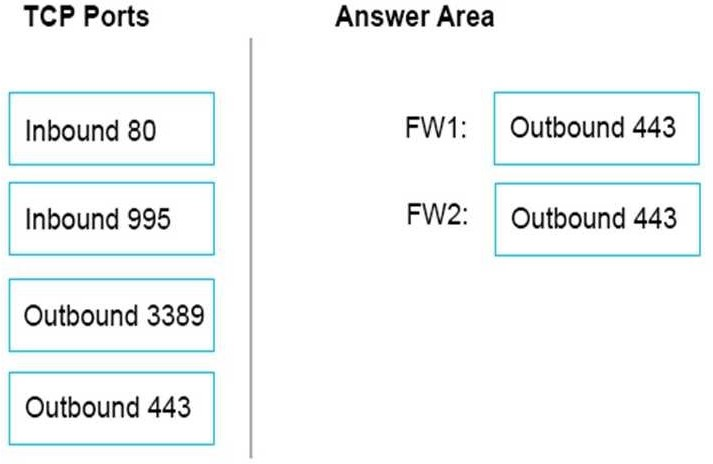 TCP Ports
Answer Area
Inbound 80
FW1: Outbound 443
Inbound 995
FW2: Outbound 443
Outbound 3389
Outbound 443